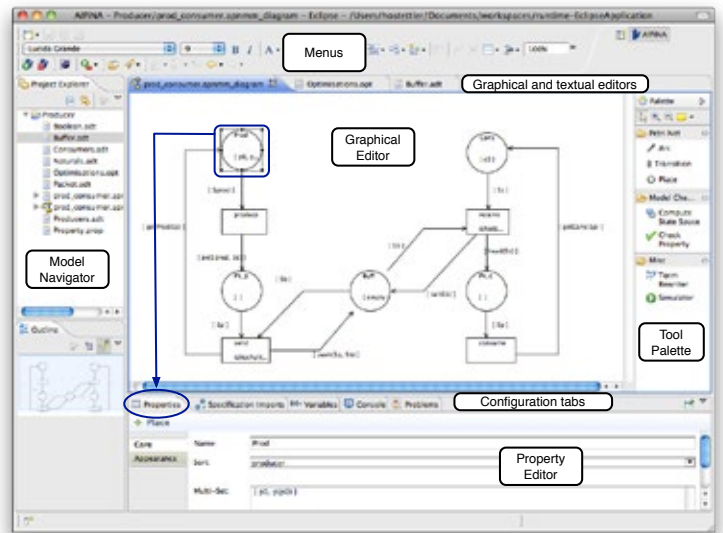 AlPiNA - Producer/prod_consumer.apnmm_diagram - Eclipse - /Users/hostettler/Documents/workspaces/runtime-EclipseApplication
Lucida Grande
9
B I A
100%
AlPiNA
Menus
Project Explorer
prod_consumer.apnmm_diagram
Optimisations.opt
Buffer.adt
Graphical and textual editors
Producer
Boolean.adt
Buffer.adt
Consumers.adt
Naturals.adt
Optimisations.opt
Packet.adt
prod_consumer.apn
prod_consumer.apn
Producers.adt
Property.prop
Model
Navigator
Outline
Graphical
Editor
Prod
produce
Buff
[empty
receive
send
consume
Palette
Petri Net
Arc
Transition
Place
Model Che...
Compute
State Space
Check
Property
Misc
Term
Rewriter
Simulator
Tool
Palette
Properties
Specification Imports
Variables
Console
Problems
Configuration tabs
Place
Core
Appearance
Name
Prod
Sort:
producer
Multi-Set:
Property
Editor